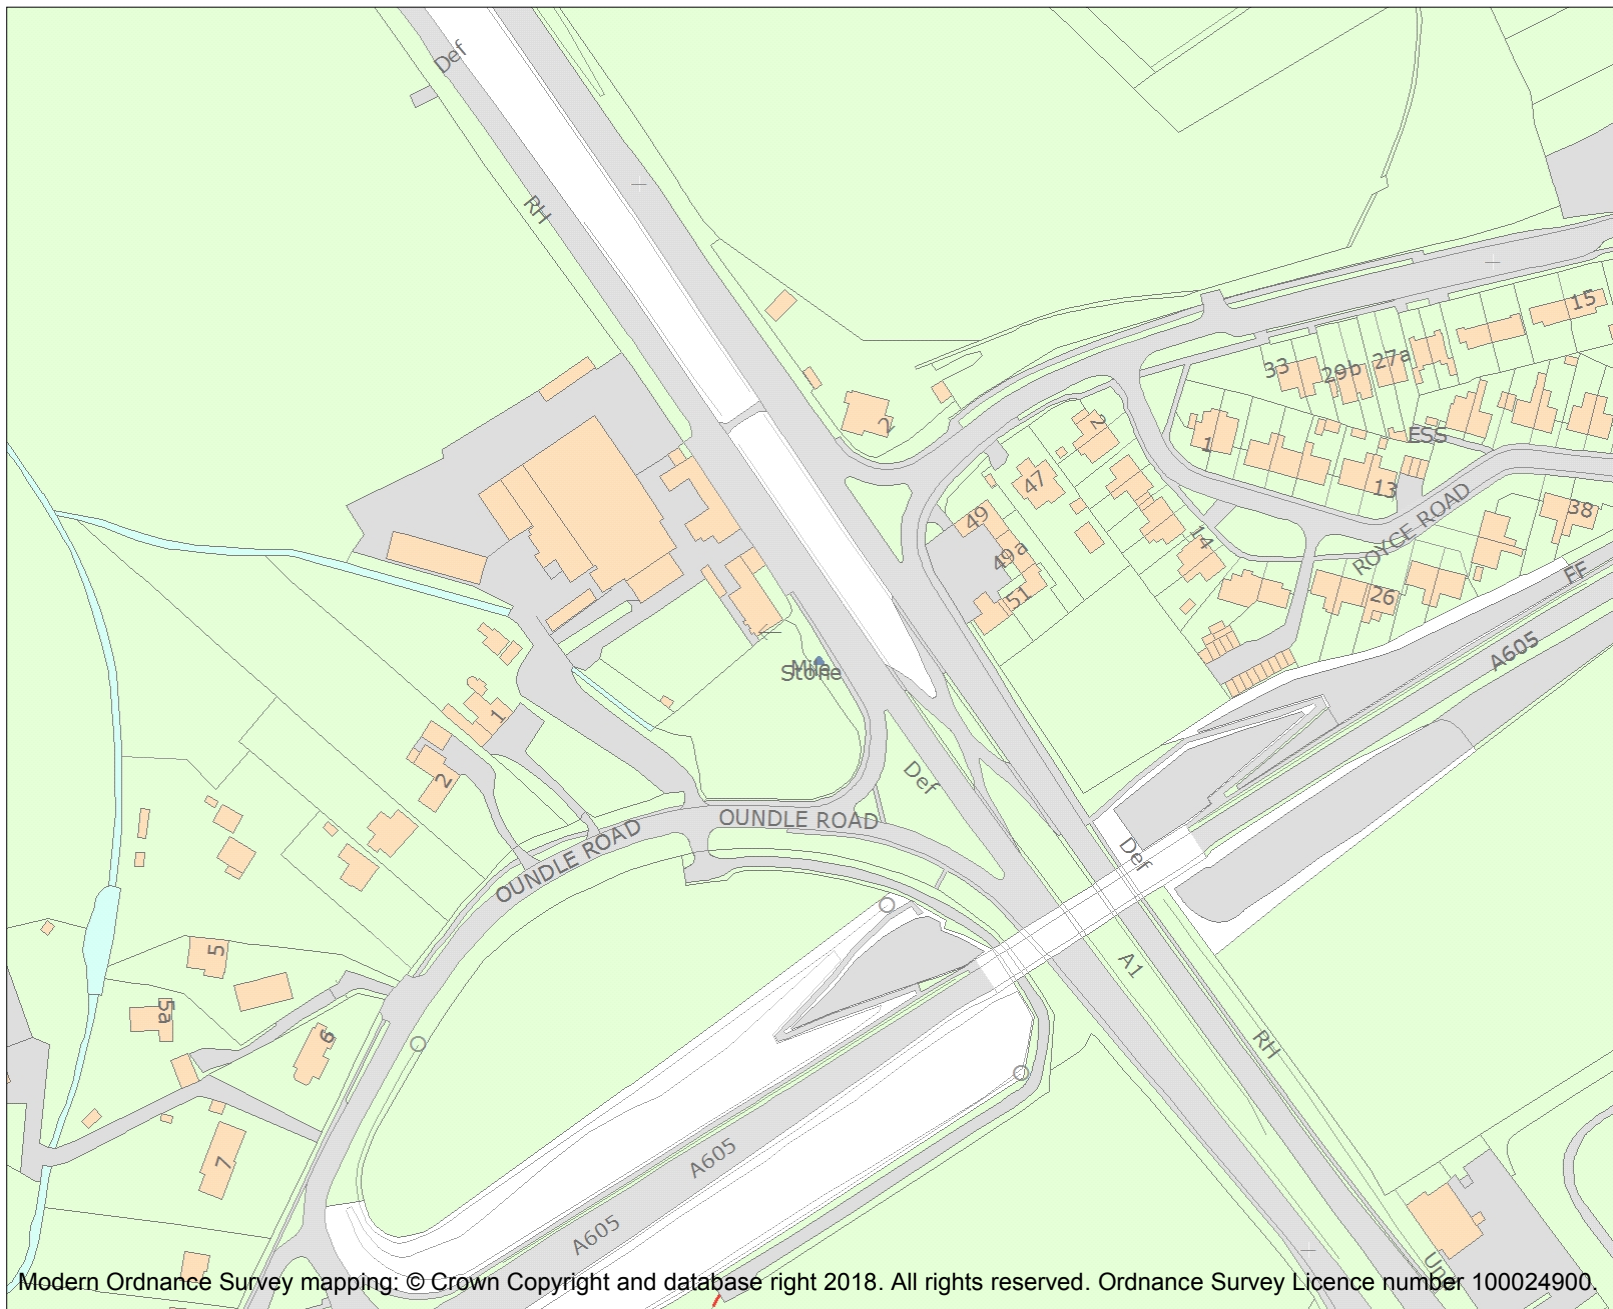 Def
RH
15
33
29b
27a
2
2
1
ESS
47
13
49
38
14
49a
ROYCE ROAD
FF
51
26
A605
Mile
Stone
1
2
Def
OUNDLE ROAD
OUNDLE ROAD
Def
5
A1
5a
6
RH
A605
7
A605
Modern Ordnance Survey mapping: © Crown Copyright and database right 2018. All rights reserved. Ordnance Survey Licence number 100024900.